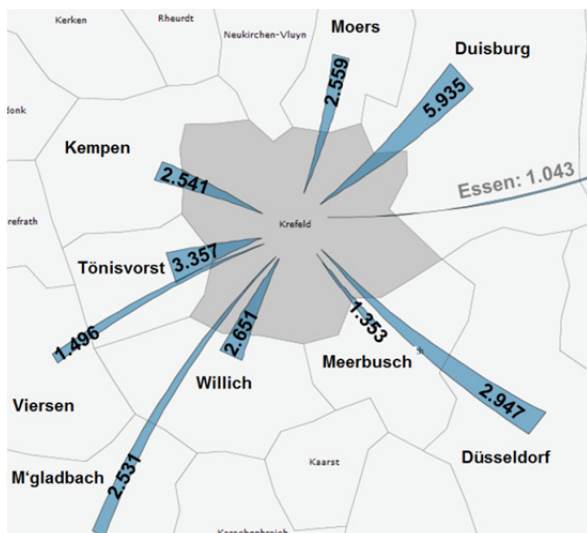 Kerken
Rheurdt
Neukirchen-Vluyn
Moers
Duisburg
2.559
5.935
donk
Kempen
2.541
Essen: 1.043
refrath
Krefeld
Tönisvorst
3.357
1.496
2.651
1.353
Meerbusch
Willich
2.947
Viersen
M'gladbach
2.531
Kaarst
Düsseldorf